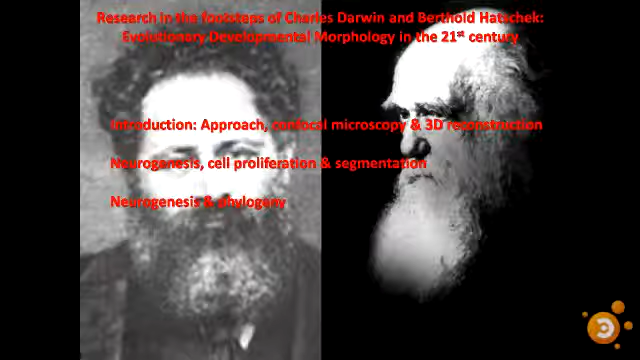 Research in the footsteps of Charles Darwin and Berthold Hatschek:
Evolutionary Developmental Morphology in the 21st century
Introduction: Approach, confocal microscopy & 3D reconstruction
Neurogenesis, cell proliferation & segmentation
Neurogenesis & phylogeny